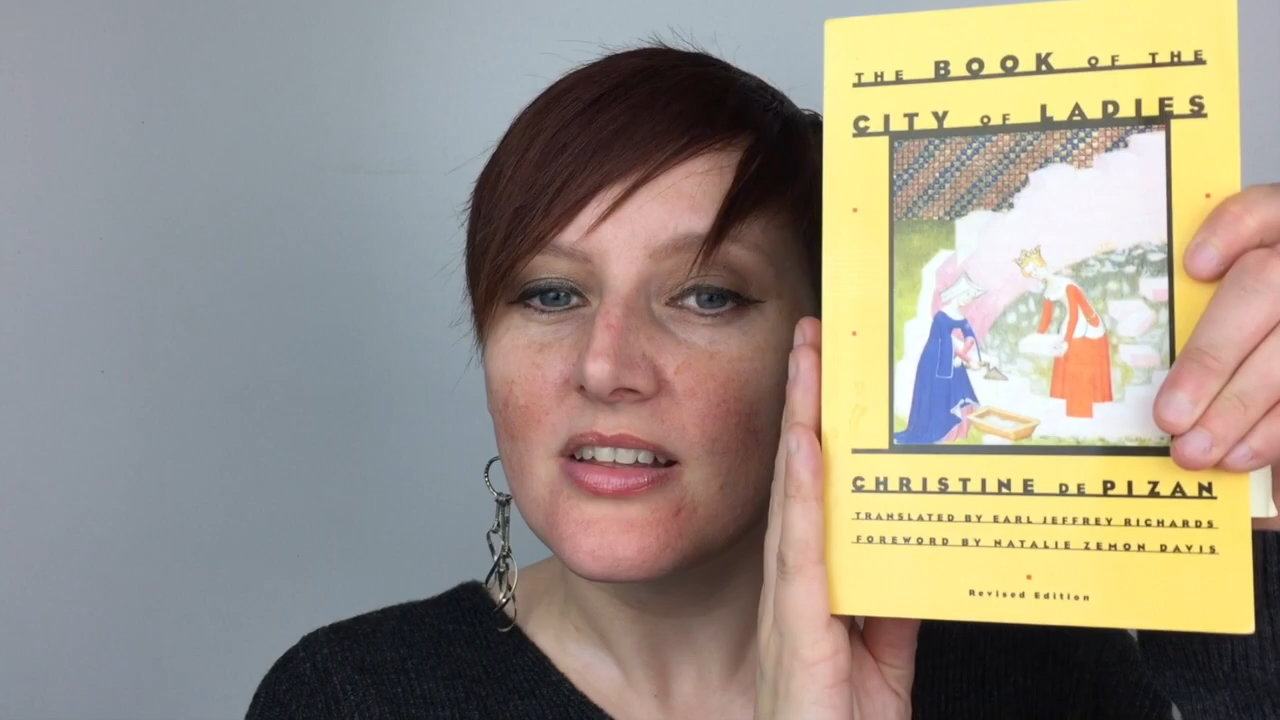 THE BOOK OF THE
CITY OF LADIES
CHRISTINE DE PIZAN
TRANSLATED BY EARL JEFFREY RICHARDS
FOREWORD BY NATALIE ZEMON DAVIS
Revised Edition